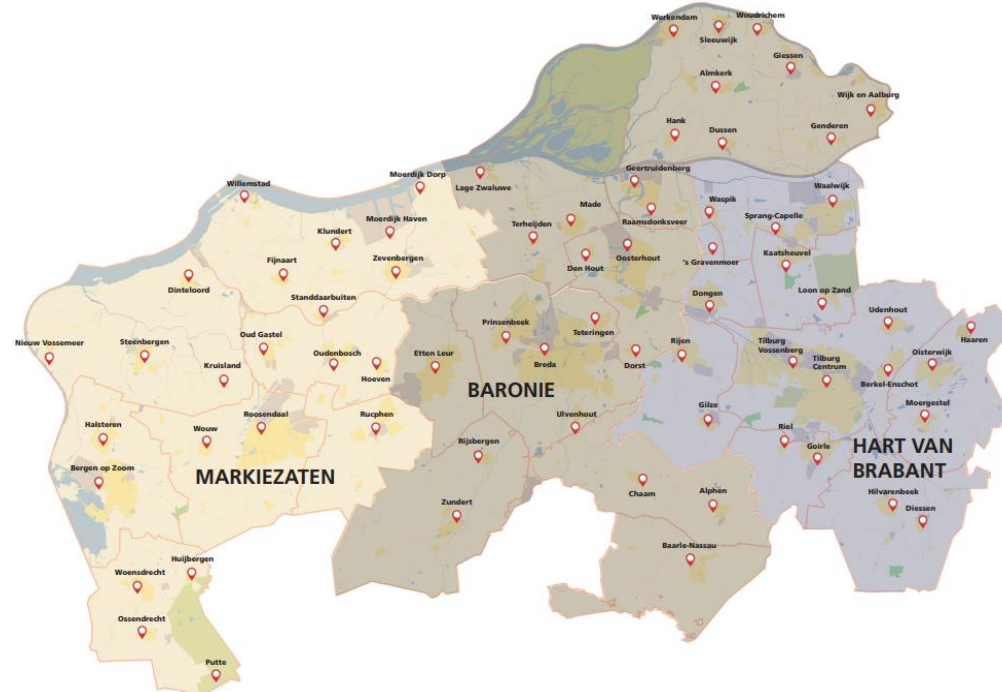 Werkendam
Sleeuwijk
Woudrichem
Giessen
Almkerk
Wijk en Aalburg
Hank
Dussen
Genderen
Willemstad
Moerdijk Dorp
Lage Zwaluwe
Geertruidenberg
Waspik
Waalwijk
Moerdijk Haven
Made
Raamsdonksveer
Sprang-Capelle
Klundert
Terheijden
Fijnaart
Zevenbergen
Den Hout
Oosterhout
's Gravenmoer
Kaatsheuvel
Dinteloord
Standdaarbuiten
Dongen
Loon op Zand
Udenhout
Haaren
Nieuw Vossemeer
Steenbergen
Oud Gastel
Prinsenbeek
Teteringen
Kruisland
Oudenbosch
Hoeven
Etten Leur
Breda
Dorst
Rijen
Tilburg
Vossenberg
Tilburg
Centrum
Berkel-Enschot
Oisterwijk
BARONIE
Halsteren
Wouw
Roosendaal
Rucphen
Ulvenhout
Gilze
Moergestel
Rijsbergen
Riel
Goirle
HART VAN
BRABANT
Bergen op Zoom
MARKIEZATEN
Chaam
Alphen
Hilvarenbeek
Diessen
Zundert
Baarle-Nassau
Woensdrecht
Huijbergen
Ossendrecht
Putte